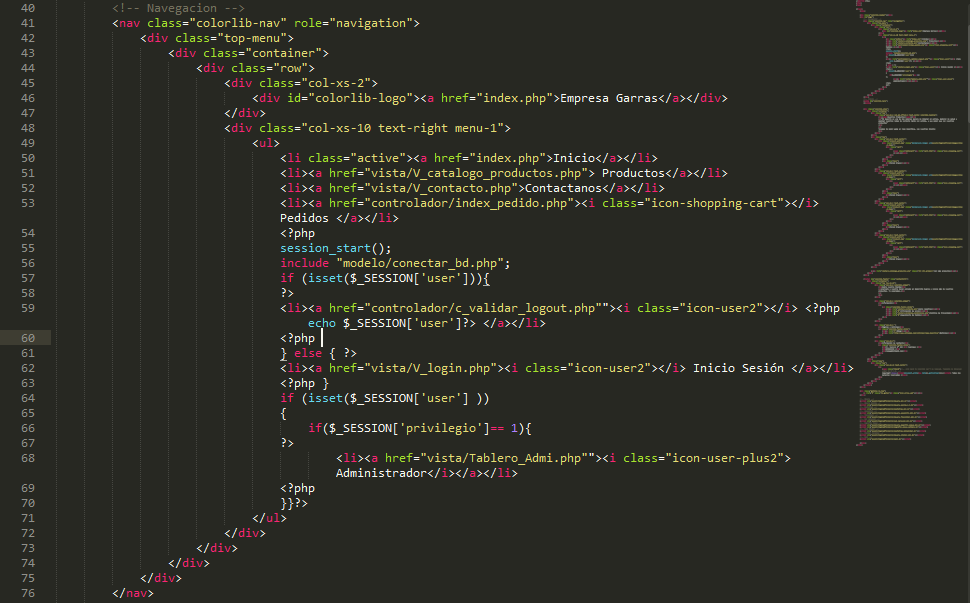 40 <!-- Navegacion -->
41 <nav class="colorlib-nav" role="navigation">
42 <div class="top-menu">
43 <div class="container">
44 <div class="row">
45 <div class="col-xs-2">
46 <div id="colorlib-logo"><a href="index.php">Empresa Garras</a></div>
47 </div>
48 <div class="col-xs-10 text-right menu-1">
49 <ul>
50 <li class="active"><a href="index.php">Inicio</a></li>
51 <li><a href="vista/V_catalogo_productos.php"> Productos</a></li>
52 <li><a href="vista/V_contacto.php">Contactanos</a></li>
53 <li><a href="controlador/index_pedido.php"><i class="icon-shopping-cart"></i>
Pedidos </a></li>
54 <?php
55 session_start();
56 include "modelo/conectar_bd.php";
57 if (isset($_SESSION['user'])){
58 ?>
59 <li><a href="controlador/c_validar_logout.php""><i class="icon-user2"></i> <?php
echo $_SESSION['user']?> </a></li>
60 <?php
61 } else { ?>
62 <li><a href="vista/V_login.php"><i class="icon-user2"></i> Inicio Sesión </a></li>
63 <?php }
64 if (isset($_SESSION['user'] ))
65 {
66 if($_SESSION['privilegio']== 1){
67 ?>
68 <li><a href="vista/Tablero_Admi.php""><i class="icon-user-plus2">
Administrador</i></a></li>
69 <?php
70 }}?>
71 </ul>
72 </div>
73 </div>
74 </div>
75 </div>
76 </nav>